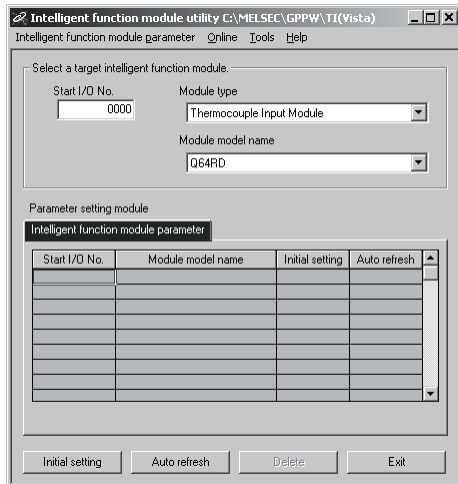 Intelligent function module utility C:\MELSEC\GPPW\TI(Vista)
Intelligent function module parameter Online Tools Help
Select a target intelligent function module.
Start I/O No. Module type
0000 Thermocouple Input Module
Module model name
Q64RD
Parameter setting module
Intelligent function module parameter
Start I/O No. Module model name Initial setting Auto refresh
Initial setting Auto refresh Delete Exit